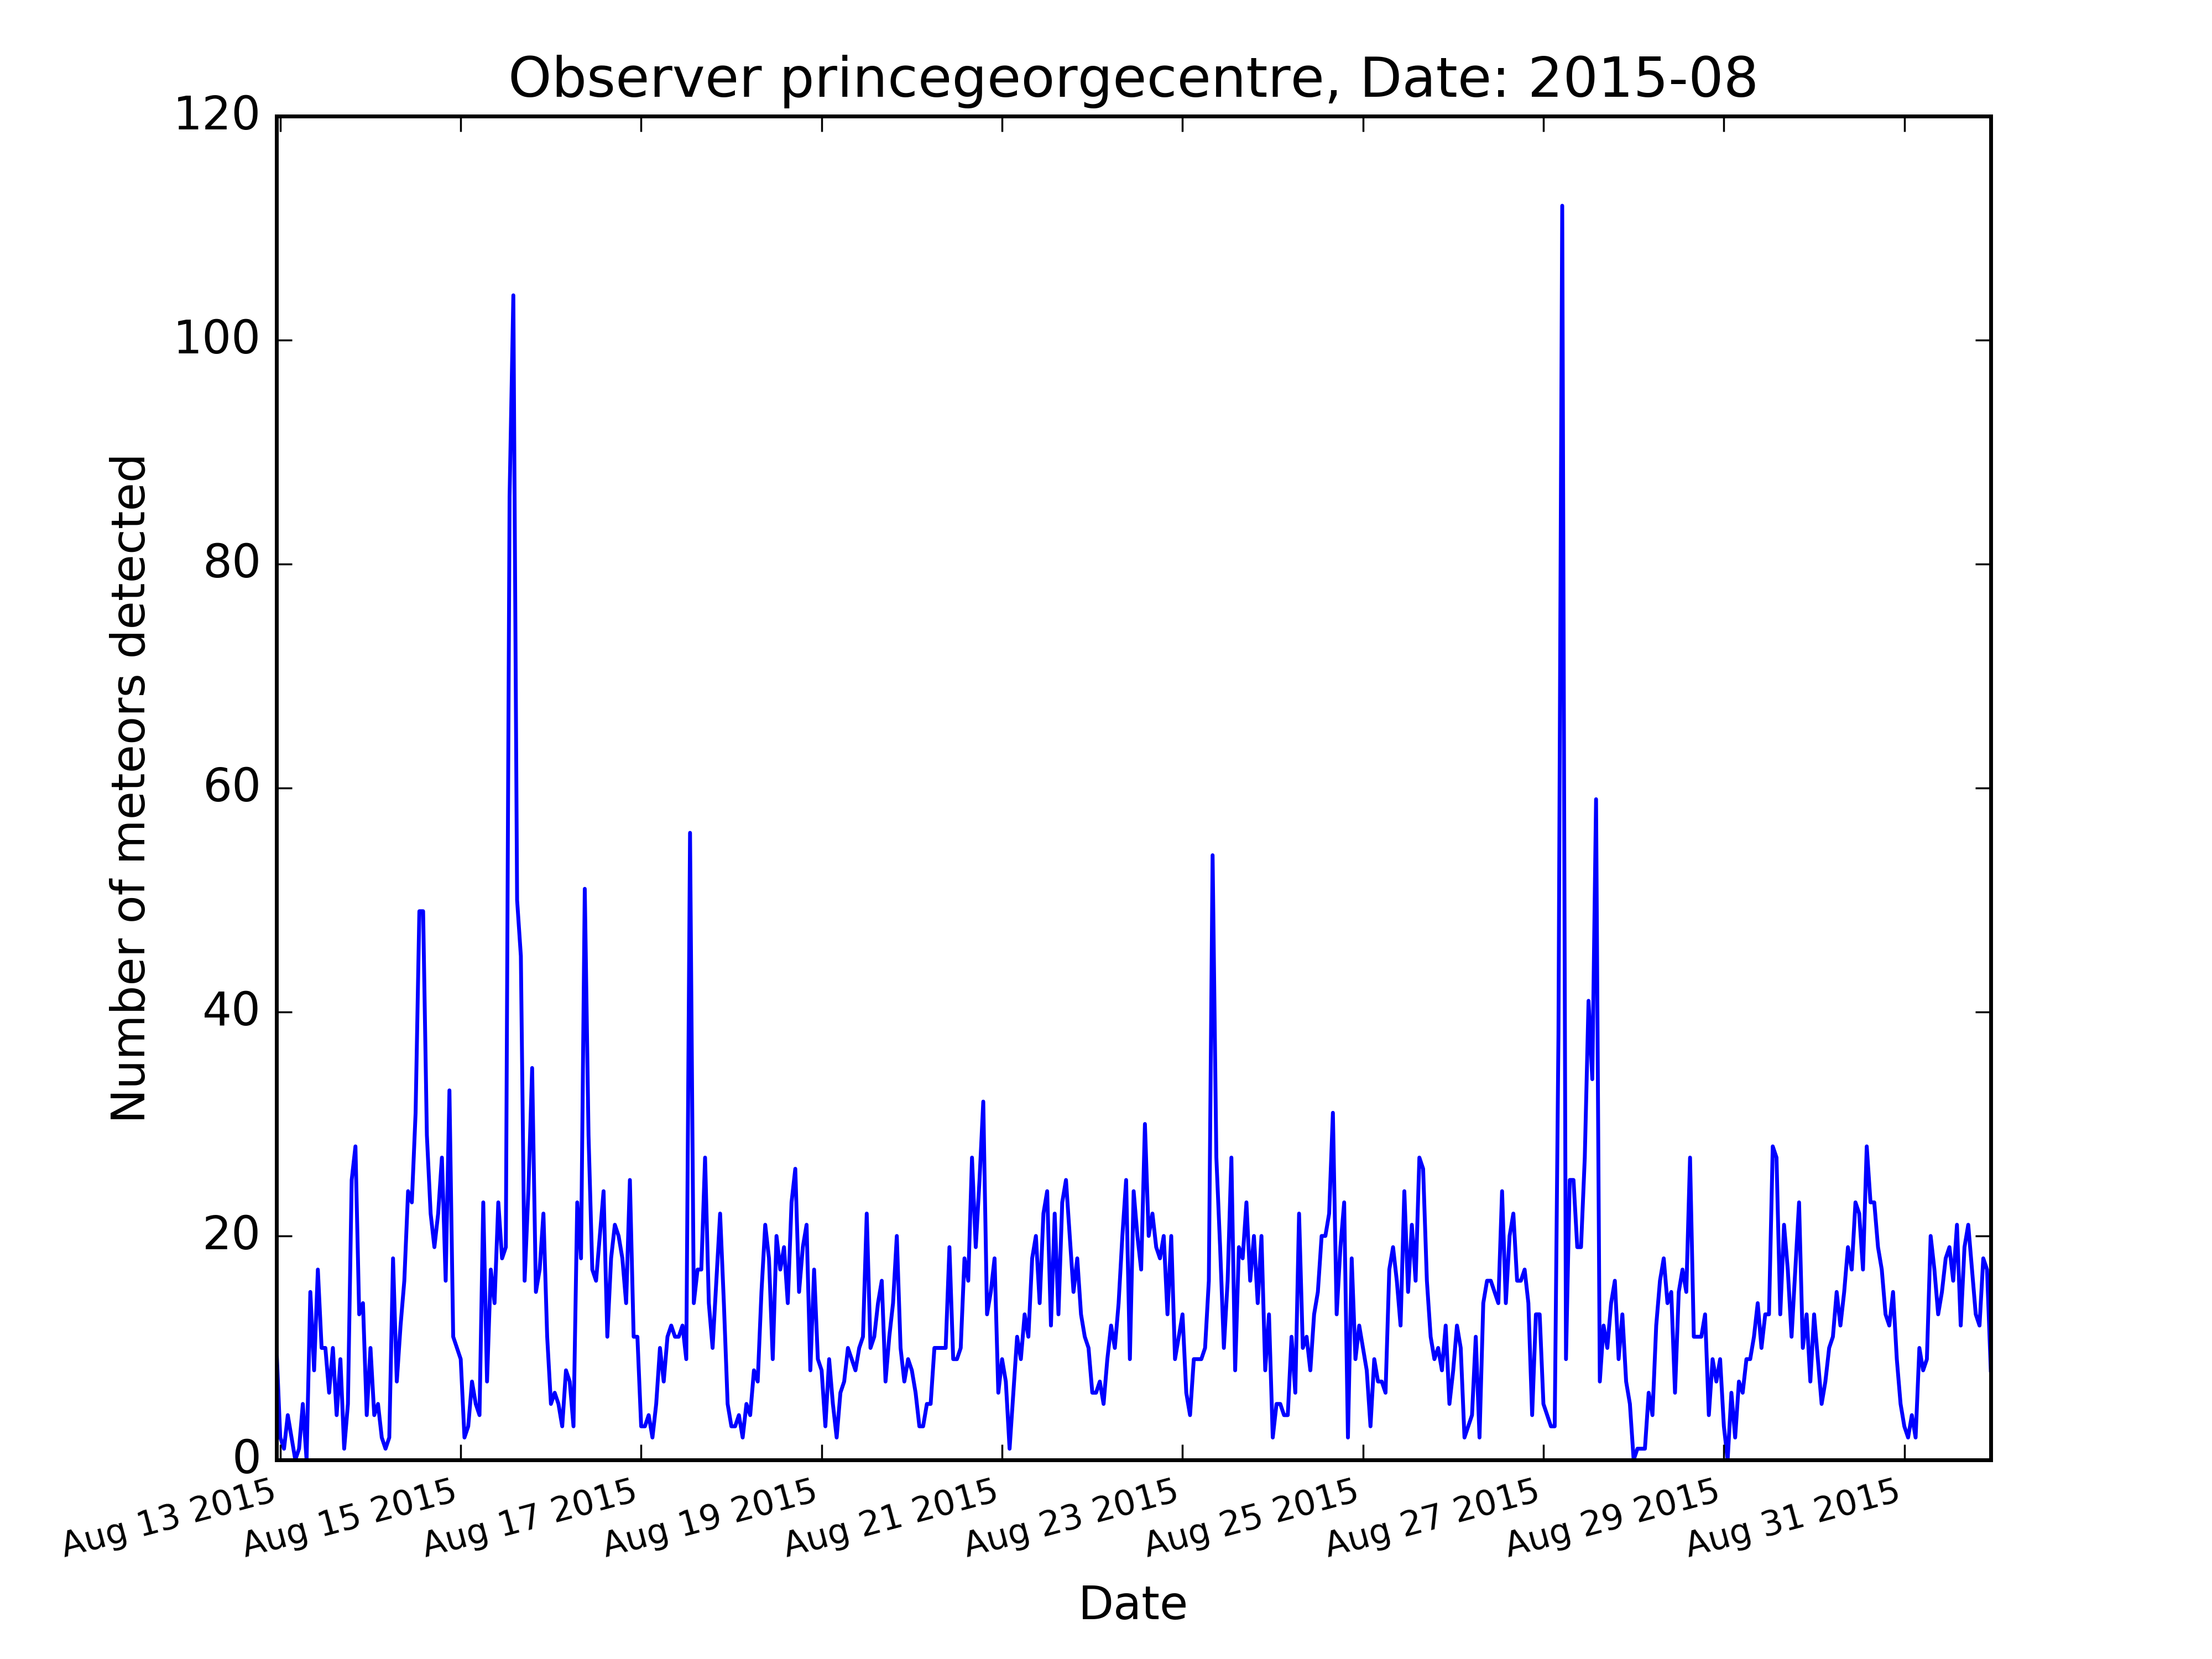 Observer princegeorgecentre, Date: 2015-08
120
100
80
60
40
20
0
Number of meteors detected
Aug 13 2015
Aug 15 2015
Aug 17 2015
Aug 19 2015
Aug 21 2015
Aug 23 2015
Aug 25 2015
Aug 27 2015
Aug 29 2015
Aug 31 2015
Date